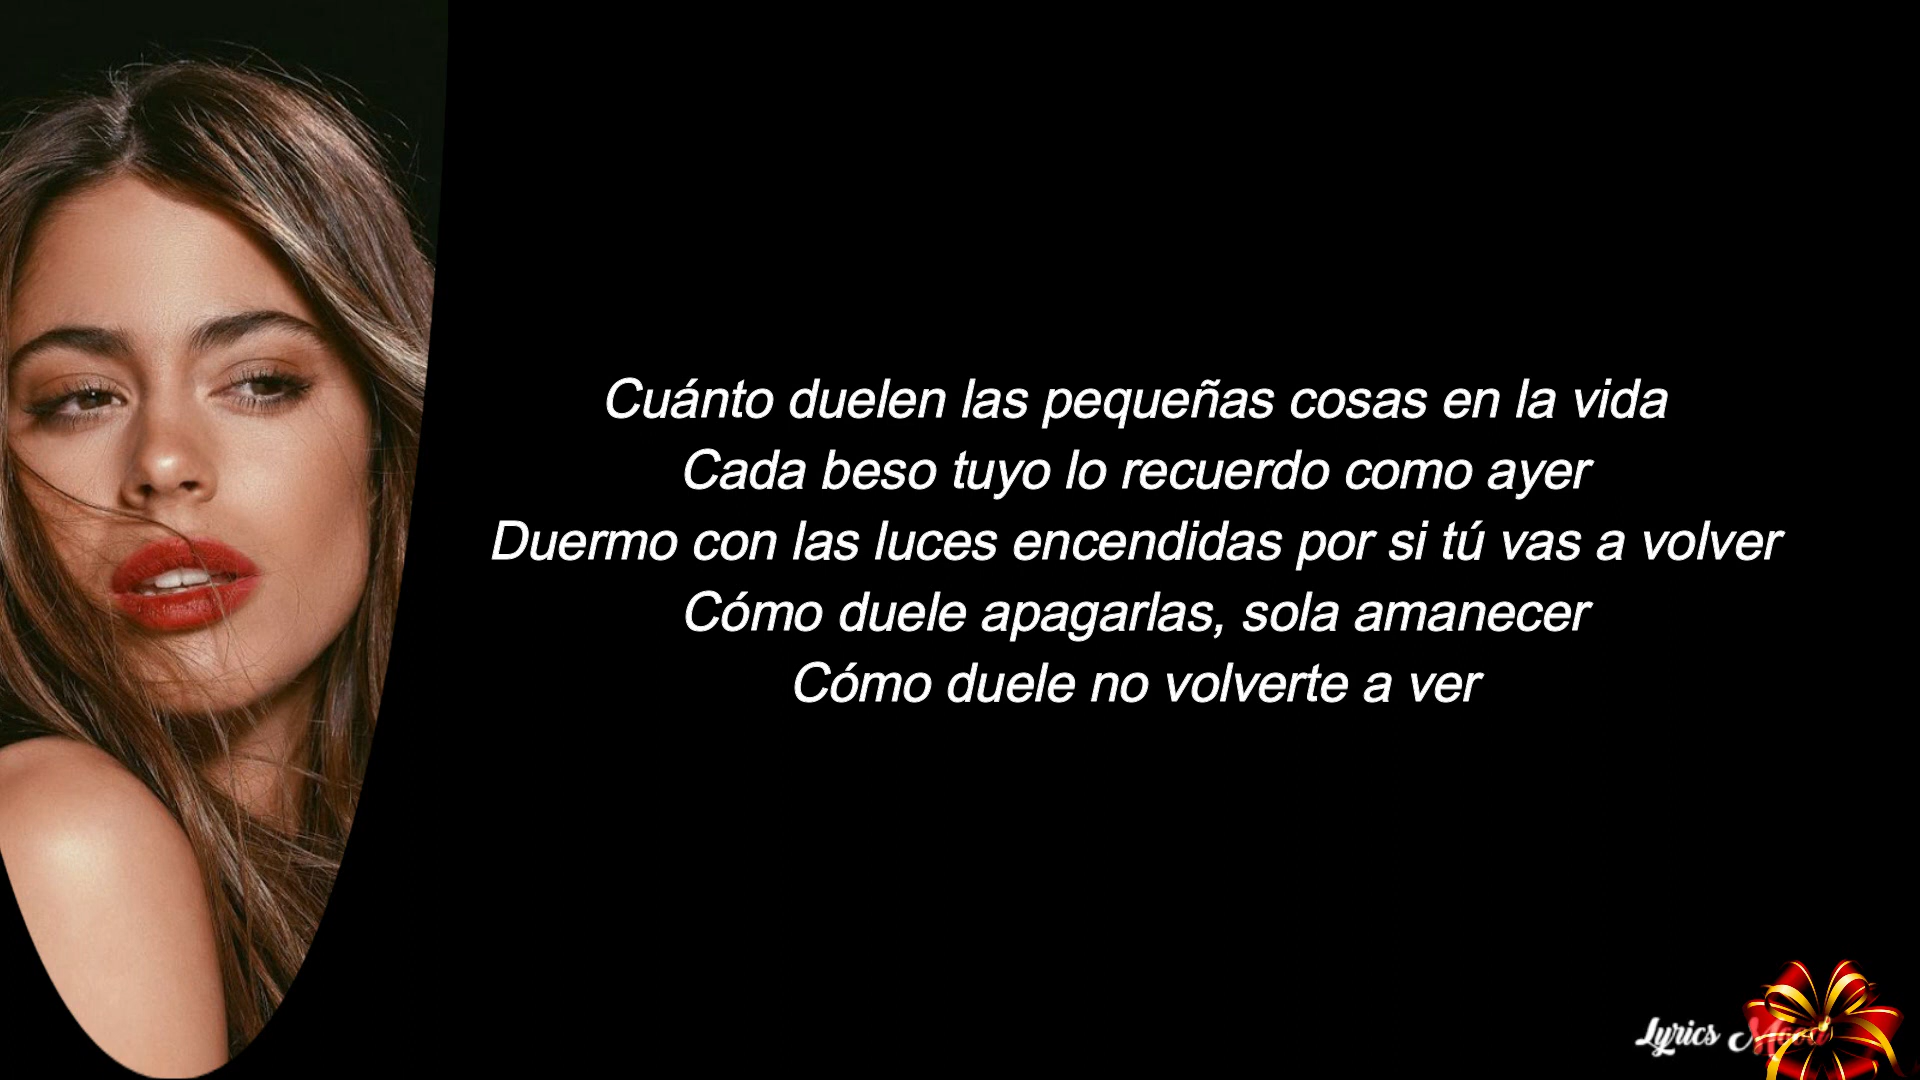 Cuánto duelen las pequeñas cosas en la vida
Cada beso tuyo lo recuerdo como ayer
Duermo con las luces encendidas por si tú vas a volver
Cómo duele apagarlas, sola amanecer
Cómo duele no volverte a ver
Lyrics Mood